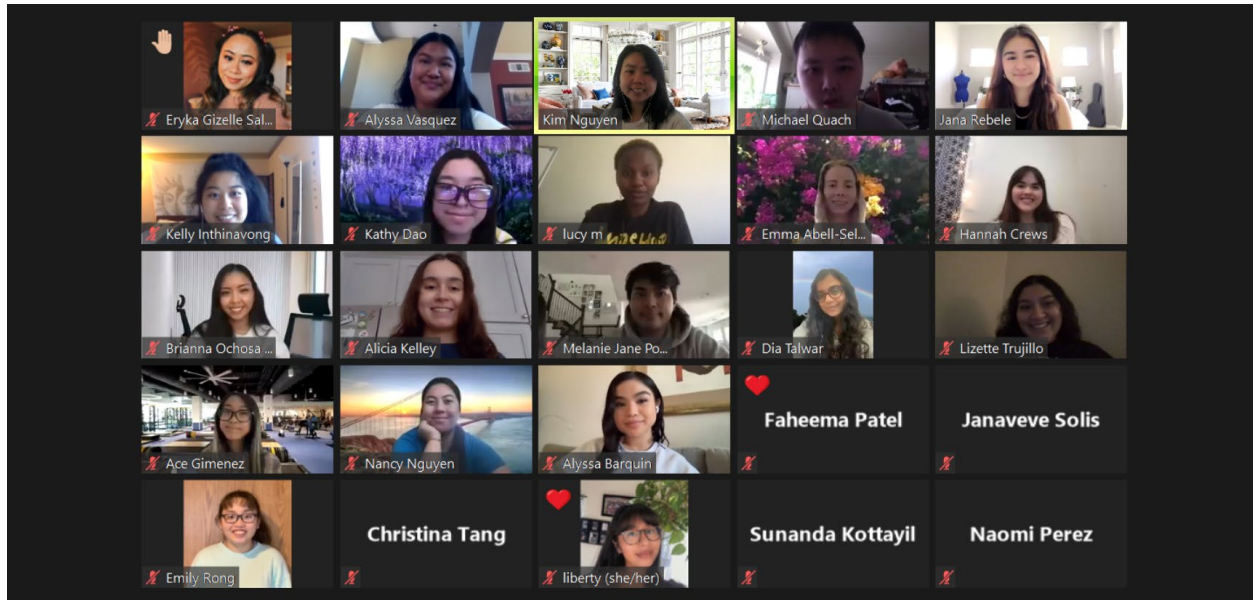 Eryka Gizelle Sal...
Alyssa Vasquez
Kim Nguyen
Michael Quach
Jana Rebele
Kelly Inthinavong
Kathy Dao
lucy m
Emma Abell-Sel...
Hannah Crews
Brianna Ochosa ...
Alicia Kelley
Melanie Jane Po...
Dia Talwar
Lizette Trujillo
Ace Gimenez
Nancy Nguyen
Alyssa Barquin
Faheema Patel
Janaveve Solis
Emily Rong
Christina Tang
liberty (she/her)
Sunanda Kottayil
Naomi Perez